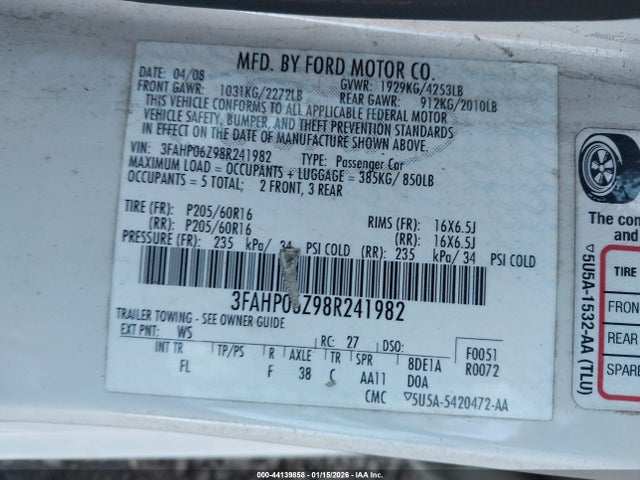 MFD. BY FORD MOTOR CO.
DATE: 04/08 GVWR: 1929KG/4253LB
FRONT GAWR: 1031KG/2272LB REAR GAWR: 912KG/2010LB
THIS VEHICLE CONFORMS TO ALL APPLICABLE FEDERAL MOTOR
VEHICLE SAFETY, BUMPER, AND THEFT PREVENTION STANDARDS
IN EFFECT ON THE DATE OF MANUFACTURE SHOWN ABOVE.
VIN: 3FAHP06Z98R241982 TYPE: Passenger Car
MAXIMUM LOAD = OCCUPANTS + LUGGAGE = 385KG/850LB
OCCUPANTS = 5 TOTAL; 2 FRONT, 3 REAR
TIRE (FR): P205/60R16 RIMS (FR): 16X6.5J
(RR): P205/60R16 (RR): 16X6.5J
PRESSURE (FR): 235 kPa/ 34 PSI COLD (RR): 235 kPa/ 34 PSI COLD
3FAHP06Z98R241982
TRAILER TOWING - SEE OWNER GUIDE
EXT PNT: WS RC: 27 DSO: F0051
INT TR TP/PS R AXLE TR SPR 8DE1A R0072
FL F 38 C AA11 D0A
CMC ▽5U5A-5420472-AA
The con
and
TIRE
FRON
REAR
SPARE
▽5U5A-1532-AA (TLU)
000-44139858 - 01/15/2026 - COPART.COM